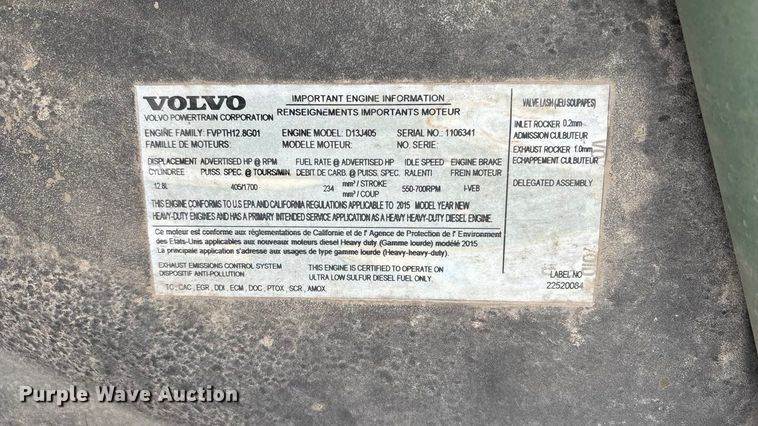 VOLVO
VOLVO POWERTRAIN CORPORATION
IMPORTANT ENGINE INFORMATION
RENSEIGNEMENTS IMPORTANTS MOTEUR
ENGINE FAMILY: FVPTH12.8G01 ENGINE MODEL: D13J405 SERIAL NO.: 1106341
FAMILLE DE MOTEURS: MODELE MOTEUR: NO. SERIE:
DISPLACEMENT ADVERTISED HP @ RPM FUEL RATE @ ADVERTISED HP IDLE SPEED ENGINE BRAKE
CYLINDREE PUISS. SPEC. @ TOURS/MIN. DEBIT DE CARB. @ PUISS. SPEC. RALENTI FREIN MOTEUR
12.8L 405/1700 234 mm³ / STROKE 550-700RPM I-VEB
mm³ / COUP
THIS ENGINE CONFORMS TO U.S EPA AND CALIFORNIA REGULATIONS APPLICABLE TO 2015 MODEL YEAR NEW
HEAVY-DUTY ENGINES AND HAS A PRIMARY INTENDED SERVICE APPLICATION AS A HEAVY HEAVY-DUTY DIESEL ENGINE.
Ce moteur est conforme aux réglementations de Californie et de l' Agence de Protection de l' Environment
des Etats-Unis applicables aux nouveaux moteurs diesel Heavy duty (Gamme lourde) modélé 2015
La principale application s'adresse aux usages de type gamme lourde (Heavy-heavy-duty).
EXHAUST EMISSIONS CONTROL SYSTEM
DISPOSITIF ANTI-POLLUTION
THIS ENGINE IS CERTIFIED TO OPERATE ON
ULTRA LOW SULFUR DIESEL FUEL ONLY.
TC, CAC, EGR, DDI, ECM, DOC, PTOX, SCR, AMOX
VALVE LASH (JEU SOUPAPES)
INLET ROCKER 0.2mm
ADMISSION CULBUTEUR
EXHAUST ROCKER 1.0mm
ECHAPPEMENT CULBUTEUR
DELEGATED ASSEMBLY
LABEL NO
22520084
Purple Wave Auction